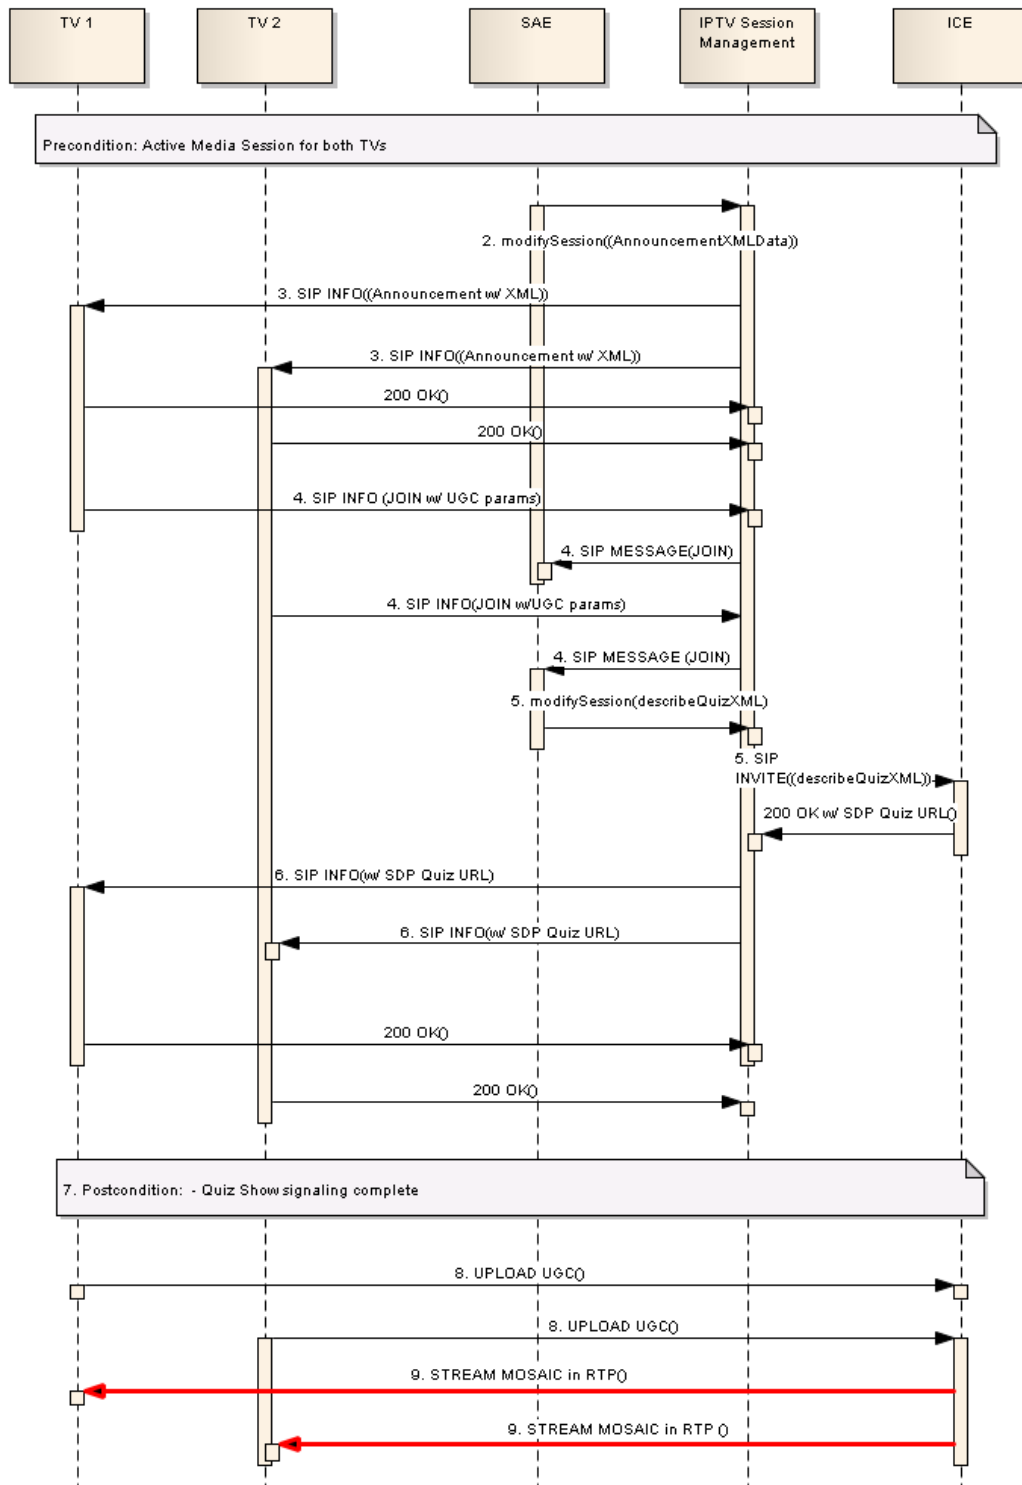 TV 1
TV 2
SAE
IPTV Session
Management
ICE
Precondition: Active Media Session for both TVs
2. modifySession((AnnouncementXMLData))
3. SIP INFO((Announcement w/ XML))
3. SIP INFO((Announcement w/ XML))
200 OK()
200 OK()
4. SIP INFO (JOIN w/ UGC params)
4. SIP MESSAGE(JOIN)
4. SIP INFO(JOIN w/UGC params)
4. SIP MESSAGE (JOIN)
5. modifySession(describeQuizXML)
5. SIP
INVITE((describeQuizXML))
200 OK w/ SDP Quiz URL()
6. SIP INFO(w/ SDP Quiz URL)
6. SIP INFO(w/ SDP Quiz URL)
200 OK()
200 OK()
7. Postcondition:  - Quiz Show signaling complete
8. UPLOAD UGC()
8. UPLOAD UGC()
9. STREAM MOSAIC in RTP()
9. STREAM MOSAIC in RTP ()